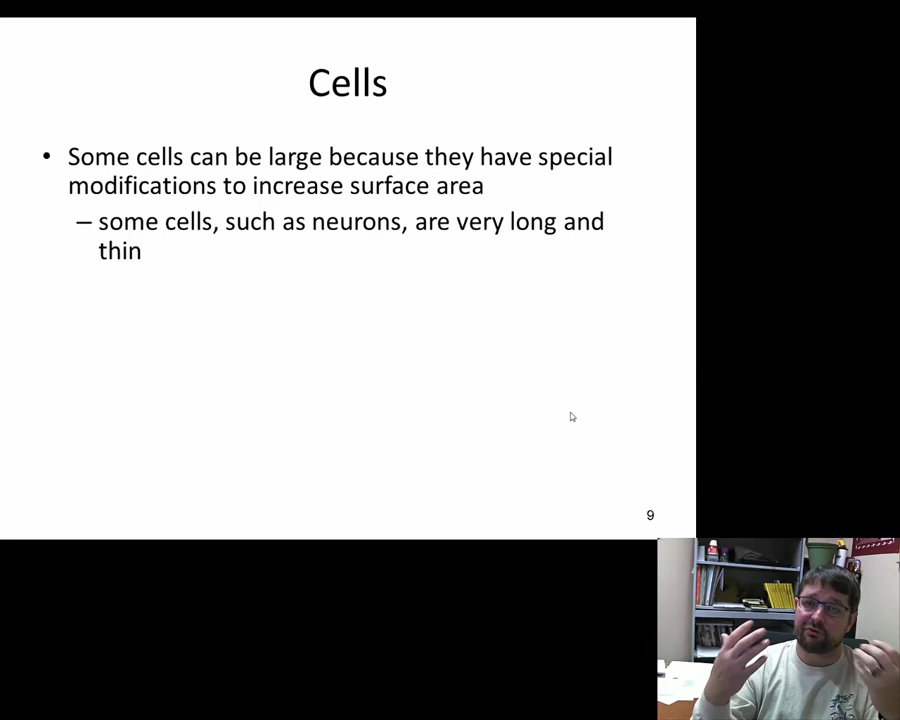 Cells
• Some cells can be large because they have special
modifications to increase surface area
– some cells, such as neurons, are very long and
thin
9